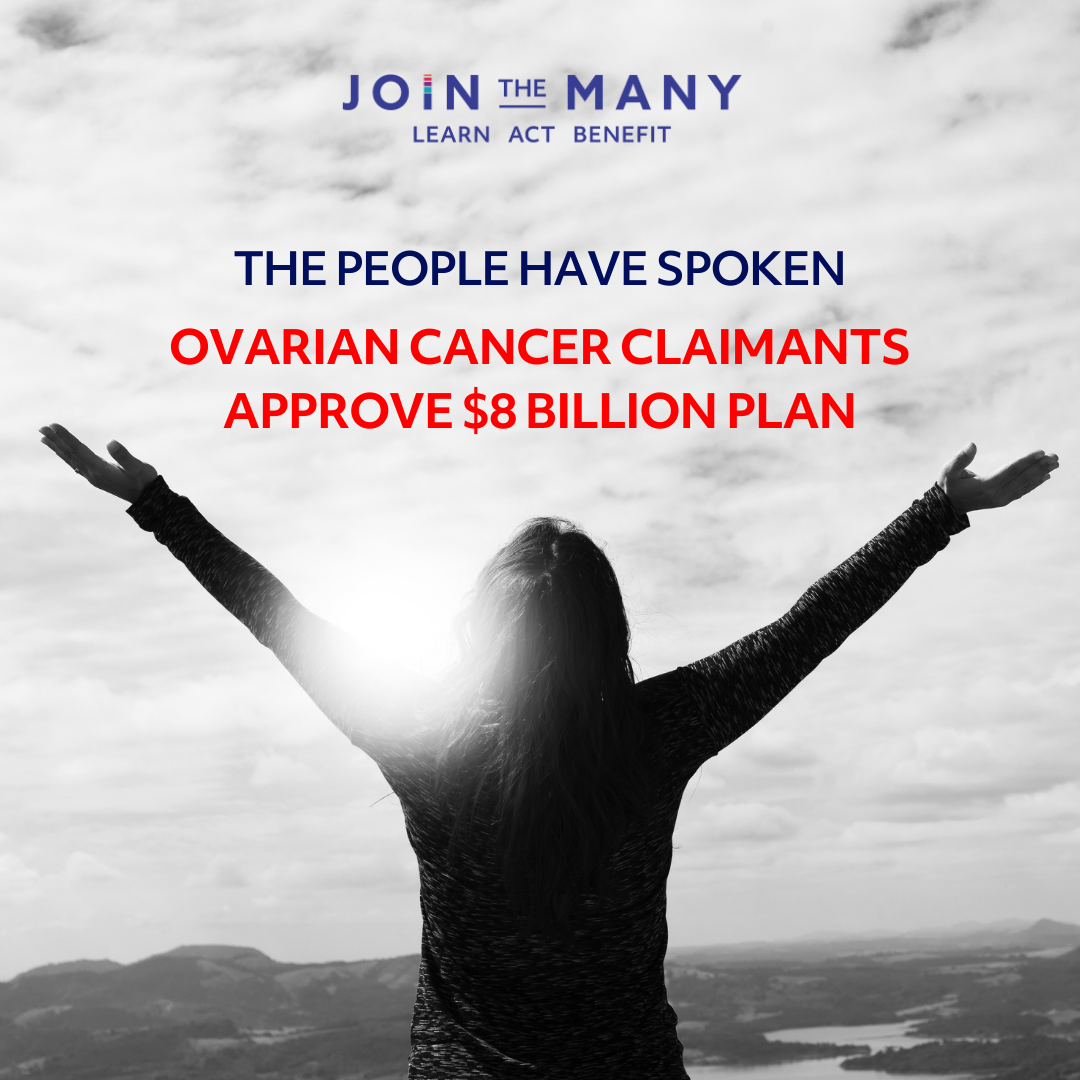 JOIN THE MANY
LEARN ACT BENEFIT
THE PEOPLE HAVE SPOKEN
OVARIAN CANCER CLAIMANTS
APPROVE $8 BILLION PLAN